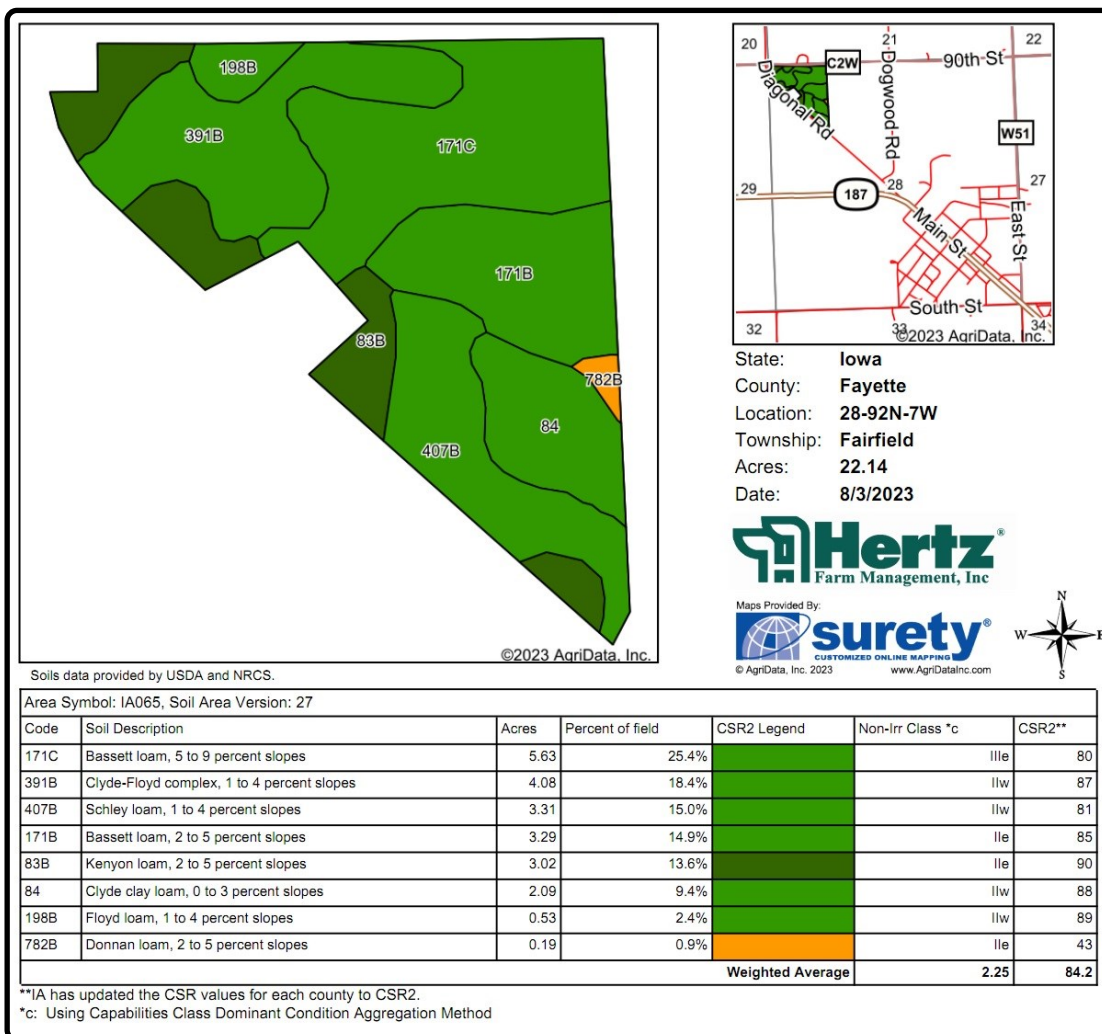 198B
391B
171C
171B
83B
782B
84
407B
©2023 AgriData, Inc.
20
21
22
C2W
90th St
Diagonal Rd
Dogwood Rd
W51
29
187
28
27
Main St
East St
South St
32
33
34
©2023 AgriData, Inc.
State: Iowa
County: Fayette
Location: 28-92N-7W
Township: Fairfield
Acres: 22.14
Date: 8/3/2023
Hertz®
Farm Management, Inc
Maps Provided By:
surety®
CUSTOMIZED ONLINE MAPPING
© AgriData, Inc. 2023 www.AgriDataInc.com
N
W E
S
Soils data provided by USDA and NRCS.
Area Symbol: IA065, Soil Area Version: 27
Code Soil Description Acres Percent of field CSR2 Legend Non-Irr Class *c CSR2**
171C Bassett loam, 5 to 9 percent slopes 5.63 25.4% IIIe 80
391B Clyde-Floyd complex, 1 to 4 percent slopes 4.08 18.4% IIw 87
407B Schley loam, 1 to 4 percent slopes 3.31 15.0% IIw 81
171B Bassett loam, 2 to 5 percent slopes 3.29 14.9% IIe 85
83B Kenyon loam, 2 to 5 percent slopes 3.02 13.6% IIe 90
84 Clyde clay loam, 0 to 3 percent slopes 2.09 9.4% IIw 88
198B Floyd loam, 1 to 4 percent slopes 0.53 2.4% IIw 89
782B Donnan loam, 2 to 5 percent slopes 0.19 0.9% IIe 43
Weighted Average 2.25 84.2
**IA has updated the CSR values for each county to CSR2.
*c: Using Capabilities Class Dominant Condition Aggregation Method